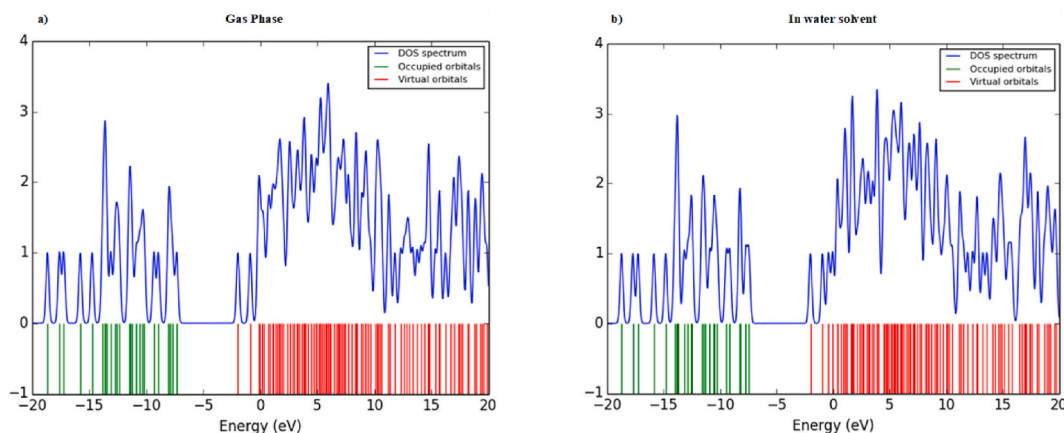 a) Gas Phase
4
3
2
1
0
−1
DOS spectrum
Occupied orbitals
Virtual orbitals
−20 −15 −10 −5 0 5 10 15 20
Energy (eV)
b) In water solvent
4
3
2
1
0
−1
DOS spectrum
Occupied orbitals
Virtual orbitals
−20 −15 −10 −5 0 5 10 15 20
Energy (eV)